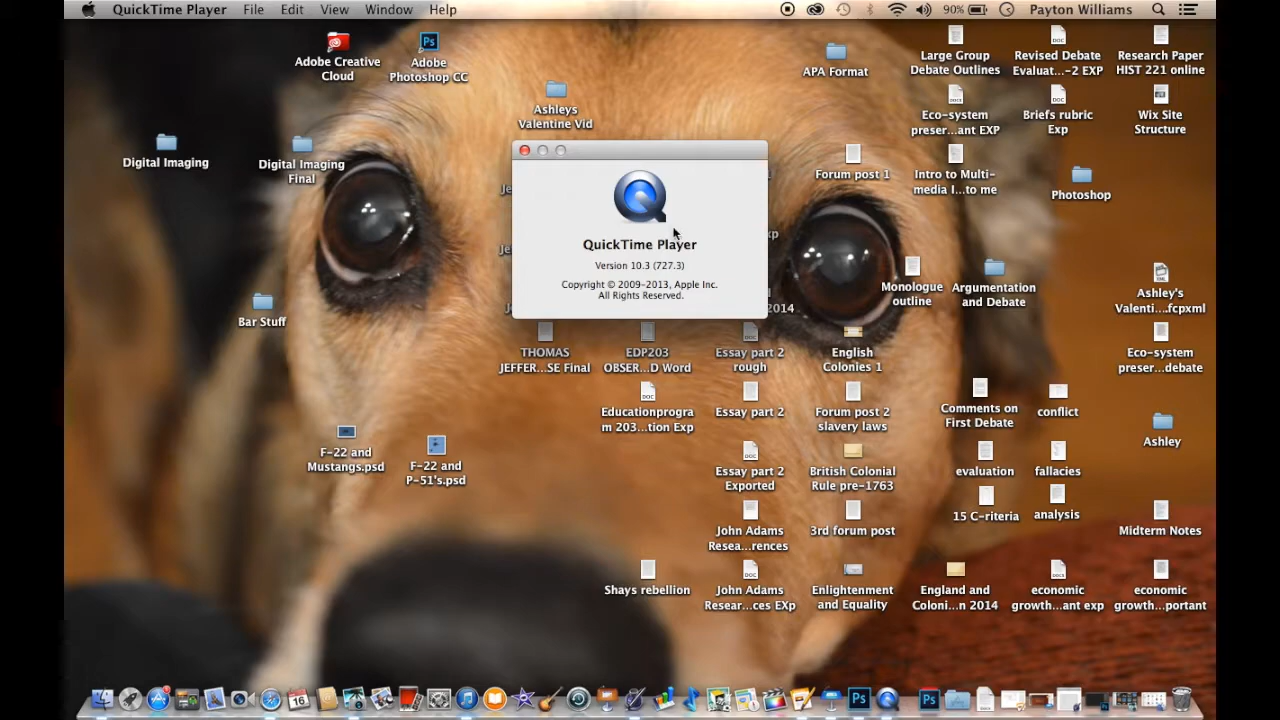 QuickTime Player File Edit View Window Help 90% Payton Williams
Adobe Creative
Cloud
Adobe
Photoshop CC
Ashleys
Valentine Vid
APA Format
Large Group
Debate Outlines
Revised Debate
Evaluat...-2 EXP
Research Paper
HIST 221 online
Eco-system
preser...ant EXP
Briefs rubric
Exp
Wix Site
Structure
Digital Imaging
Digital Imaging
Final
Forum post 1
Intro to Multi-
media I...to me
Photoshop
QuickTime Player
Version 10.3 (727.3)
Copyright © 2009-2013, Apple Inc.
All Rights Reserved.
Monologue
outline
Argumentation
and Debate
Ashley's
Valenti....fcpxml
Bar Stuff
2014
THOMAS
JEFFER...SE Final
EDP203
OBSER...D Word
Essay part 2
rough
English
Colonies 1
Eco-system
preser...debate
Educationprogra
m 203...tion Exp
Essay part 2
Forum post 2
slavery laws
Comments on
First Debate
conflict
Ashley
F-22 and
Mustangs.psd
F-22 and
P-51's.psd
Essay part 2
Exported
British Colonial
Rule pre-1763
evaluation
fallacies
John Adams
Resea...rences
3rd forum post
15 C-riteria
analysis
Midterm Notes
Shays rebellion
John Adams
Resear...ces EXp
Enlightenment
and Equality
England and
Coloni...n 2014
economic
growth...ant exp
economic
growth...portant
16
Ps